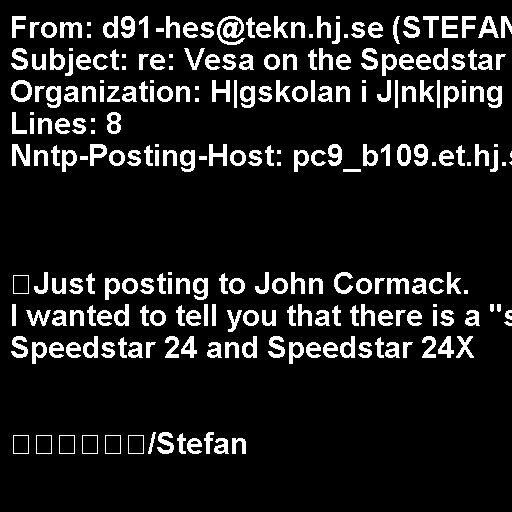 From: d91-hes@tekn.hj.se (STEFAN
Subject: re: Vesa on the Speedstar
Organization: H|gskolan i J|nk|ping
Lines: 8
Nntp-Posting-Host: pc9_b109.et.hj.s
□Just posting to John Cormack.
I wanted to tell you that there is a "s
Speedstar 24 and Speedstar 24X
□□□□□□/Stefan